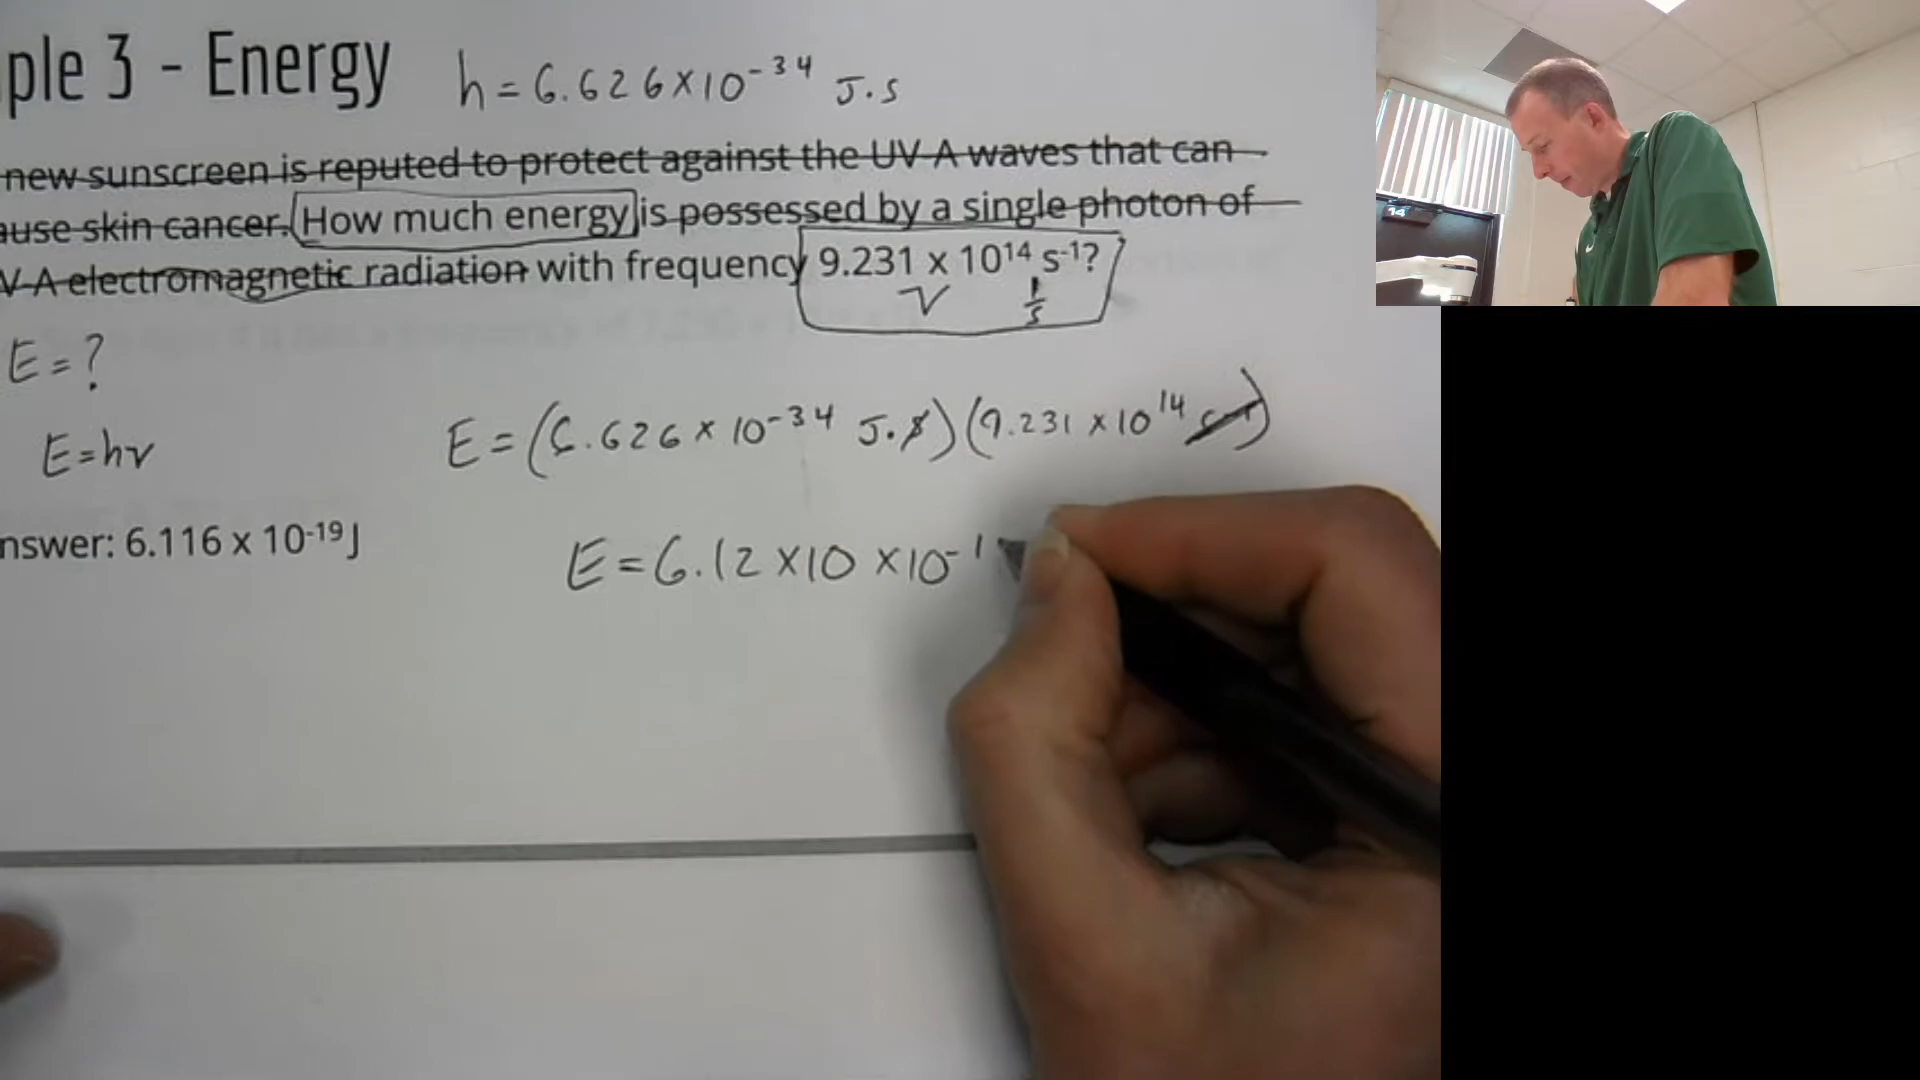 ple 3 - Energy h = 6.626 x 10⁻³⁴ J·s
new sunscreen is reputed to protect against the UV-A waves that can
ause skin cancer. How much energy is possessed by a single photon of
V-A electromagnetic radiation with frequency 9.231 x 10¹⁴ s⁻¹?
V 1/s
E = ?
E = (6.626 x 10⁻³⁴ J·s)(9.231 x 10¹⁴ s⁻¹)
E = hν
nswer: 6.116 x 10⁻¹⁹ J
E = 6.12 x 10 x 10⁻¹
14